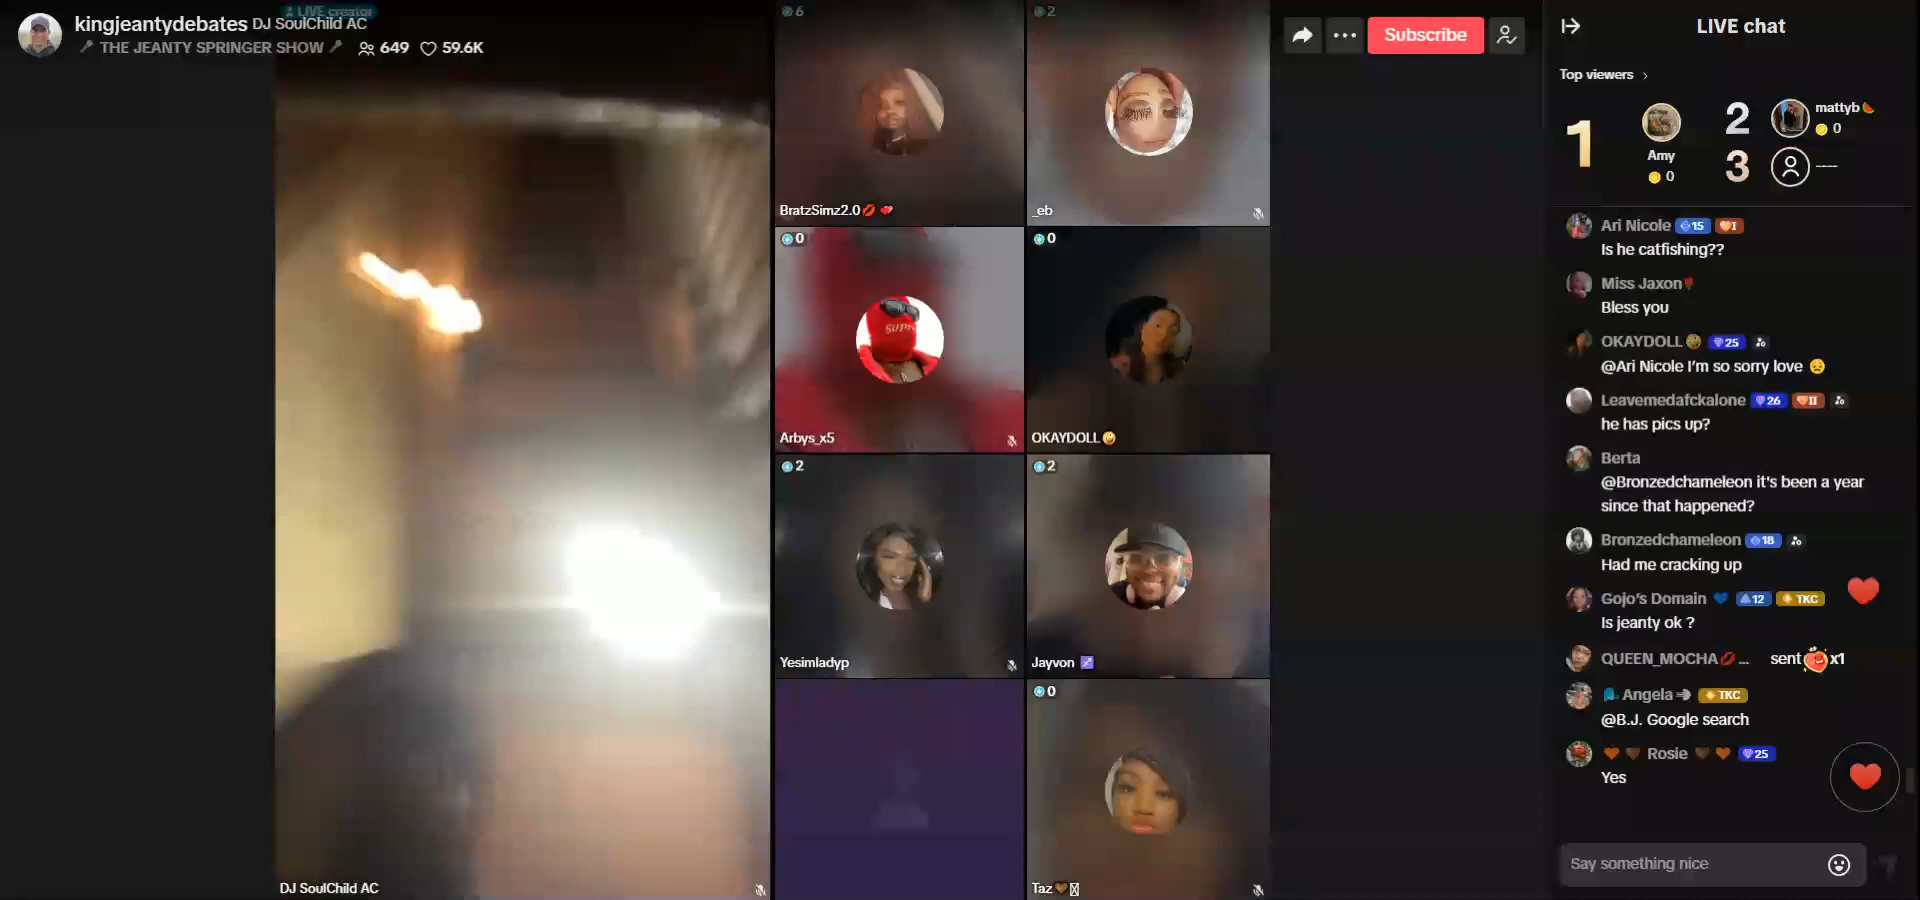 LIVE creator
kingjeantydebates DJ SoulChild AC
THE JEANTY SPRINGER SHOW 649 59.6K
6
2
Subscribe
BratzSimz2.0💋
_eb
0
SUPR
Arbys_x5
0
OKAYDOLL🤪
2
Yesimladyp
2
Jayvon ♐
0
Taz🤎
DJ SoulChild AC
LIVE chat
Top viewers >
1
Amy
0
2
mattyb🍉
0
3
----
Ari Nicole 15 I
Is he catfishing??
Miss Jaxon🌹
Bless you
OKAYDOLL🤪 25
@Ari Nicole I'm so sorry love 😩
Leavemedafckalone 26 II
he has pics up?
Berta
@Bronzedchameleon it's been a year
since that happened?
Bronzedchameleon 18
Had me cracking up
Gojo's Domain 💙 12 TKC
Is jeanty ok ?
QUEEN_MOCHA💋... sent x1
Angela TKC
@B.J. Google search
🧡🤎 Rosie 🤎🧡 25
Yes
Say something nice